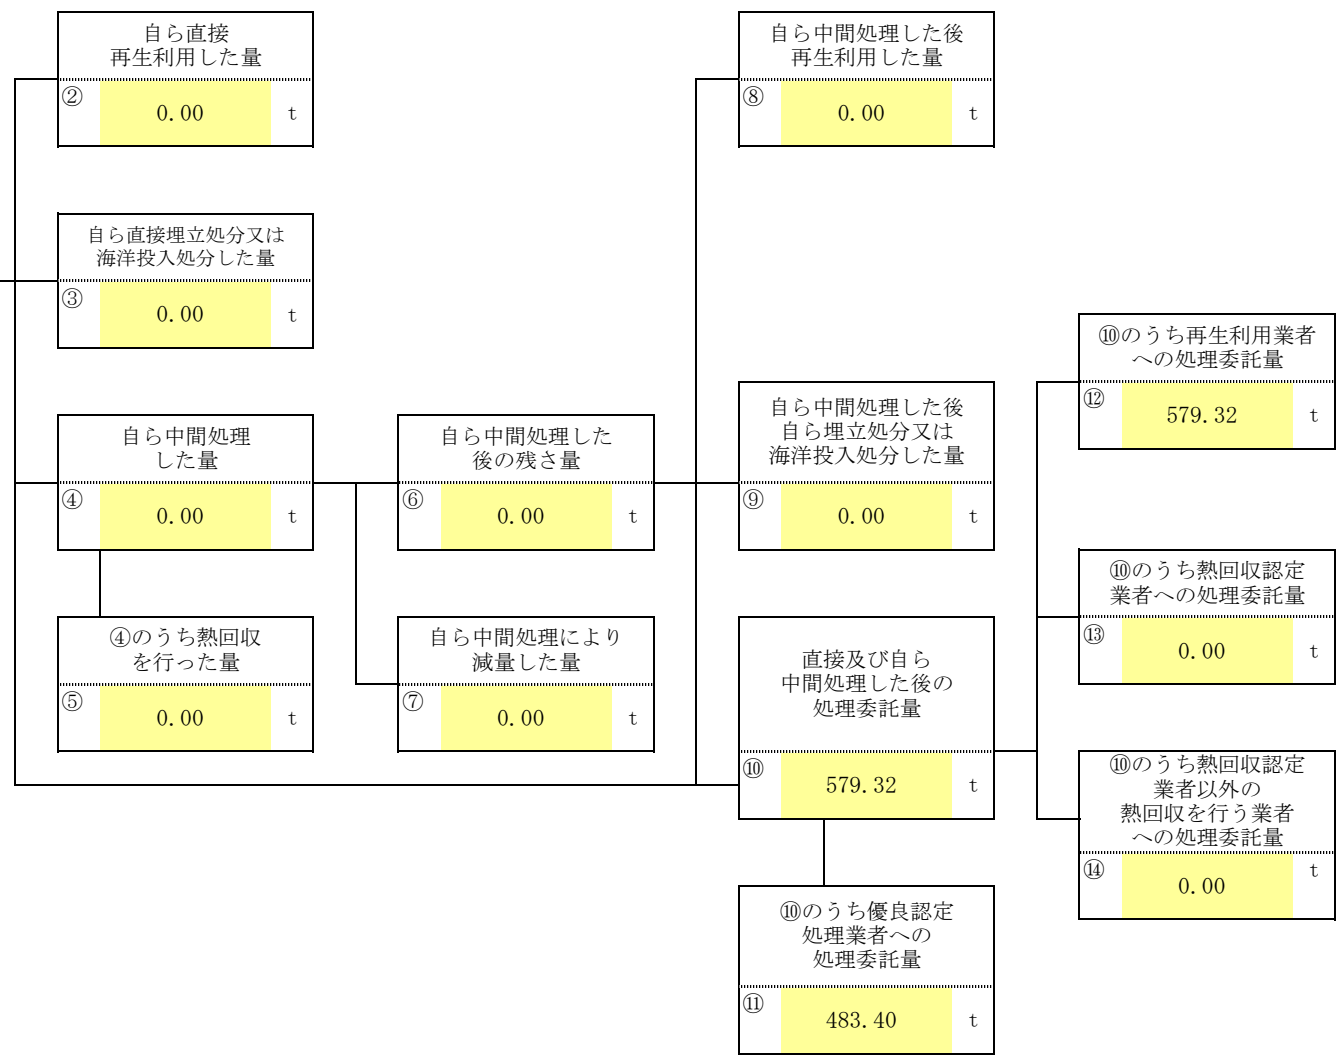 自ら直接
再生利用した量
②
0.00
t
自ら直接埋立処分又は
海洋投入処分した量
③
0.00
t
自ら中間処理
した量
④
0.00
t
④のうち熱回収
を行った量
⑤
0.00
t
自ら中間処理した
後の残さ量
⑥
0.00
t
自ら中間処理により
減量した量
⑦
0.00
t
自ら中間処理した後
再生利用した量
⑧
0.00
t
自ら中間処理した後
自ら埋立処分又は
海洋投入処分した量
⑨
0.00
t
直接及び自ら
中間処理した後の
処理委託量
⑩
579.32
t
⑩のうち優良認定
処理業者への
処理委託量
⑪
483.40
t
⑩のうち再生利用業者
への処理委託量
⑫
579.32
t
⑩のうち熱回収認定
業者への処理委託量
⑬
0.00
t
⑩のうち熱回収認定
業者以外の
熱回収を行う業者
への処理委託量
⑭
0.00
t